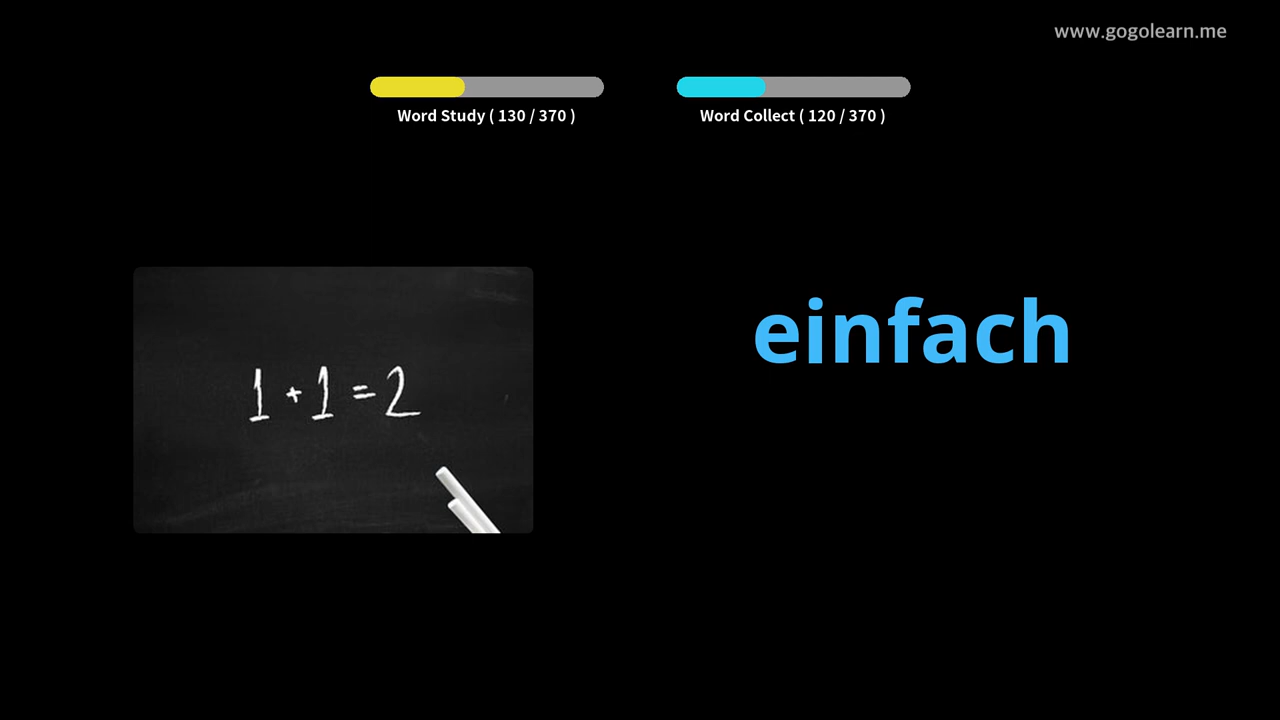 www.gogolearn.me
Word Study ( 130 / 370 )
Word Collect ( 120 / 370 )
1 + 1 = 2
einfach